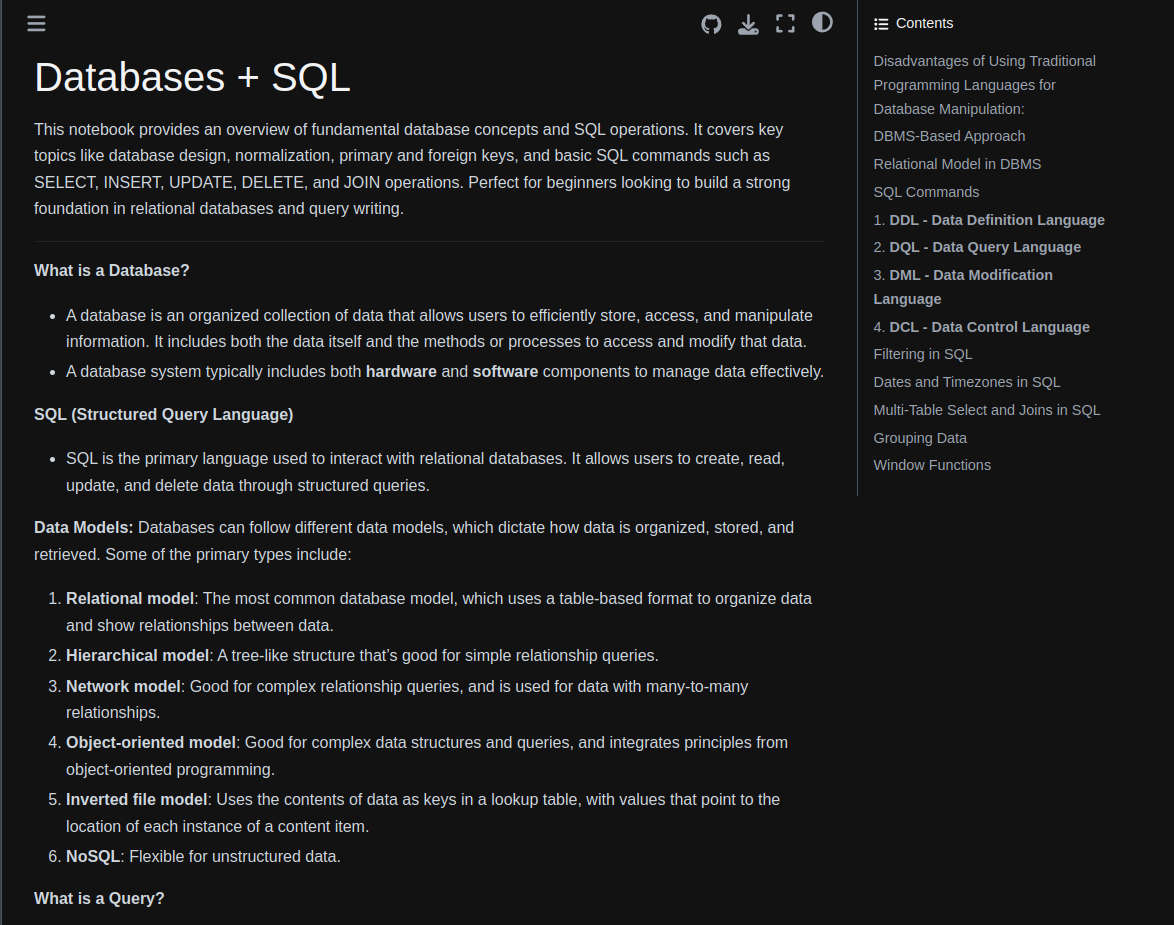 Databases + SQL
This notebook provides an overview of fundamental database concepts and SQL operations. It covers key
topics like database design, normalization, primary and foreign keys, and basic SQL commands such as
SELECT, INSERT, UPDATE, DELETE, and JOIN operations. Perfect for beginners looking to build a strong
foundation in relational databases and query writing.
What is a Database?
• A database is an organized collection of data that allows users to efficiently store, access, and manipulate
information. It includes both the data itself and the methods or processes to access and modify that data.
• A database system typically includes both hardware and software components to manage data effectively.
SQL (Structured Query Language)
• SQL is the primary language used to interact with relational databases. It allows users to create, read,
update, and delete data through structured queries.
Data Models: Databases can follow different data models, which dictate how data is organized, stored, and
retrieved. Some of the primary types include:
1. Relational model: The most common database model, which uses a table-based format to organize data
and show relationships between data.
2. Hierarchical model: A tree-like structure that’s good for simple relationship queries.
3. Network model: Good for complex relationship queries, and is used for data with many-to-many
relationships.
4. Object-oriented model: Good for complex data structures and queries, and integrates principles from
object-oriented programming.
5. Inverted file model: Uses the contents of data as keys in a lookup table, with values that point to the
location of each instance of a content item.
6. NoSQL: Flexible for unstructured data.
What is a Query?
Contents
Disadvantages of Using Traditional
Programming Languages for
Database Manipulation:
DBMS-Based Approach
Relational Model in DBMS
SQL Commands
1. DDL - Data Definition Language
2. DQL - Data Query Language
3. DML - Data Modification
Language
4. DCL - Data Control Language
Filtering in SQL
Dates and Timezones in SQL
Multi-Table Select and Joins in SQL
Grouping Data
Window Functions